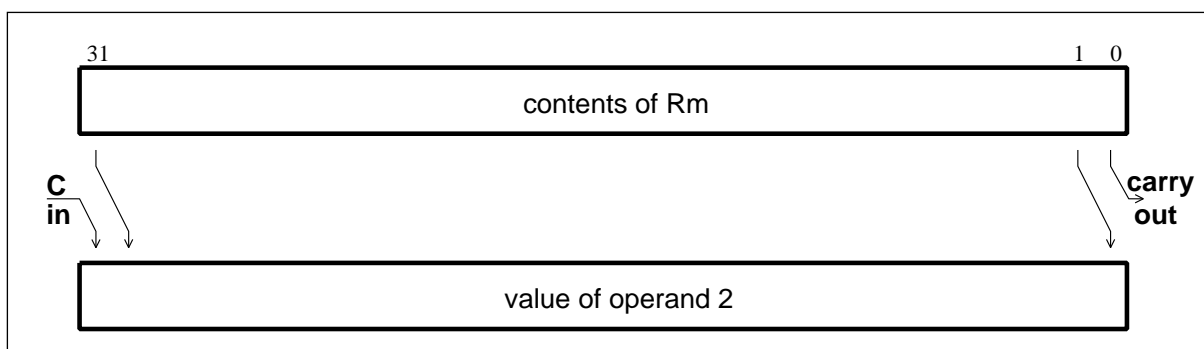 31 1 0
contents of Rm
C
in
carry
out
value of operand 2